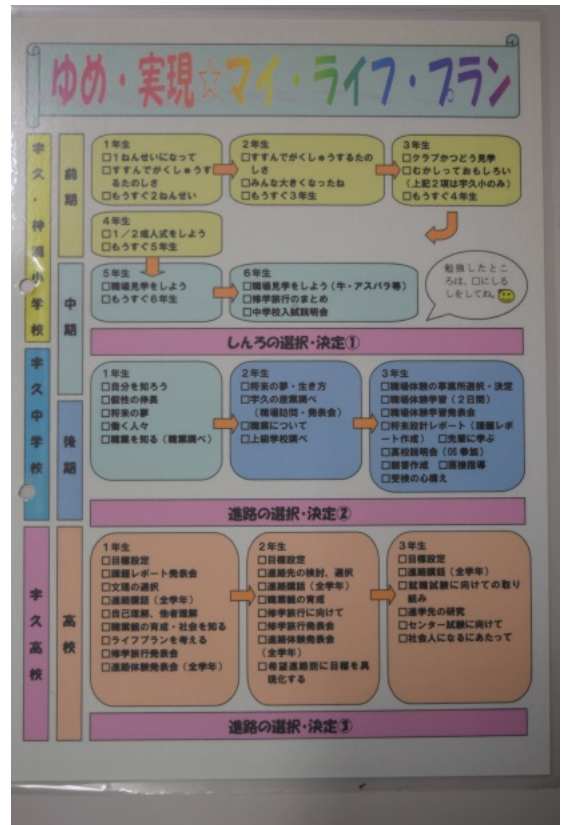 ゆめ・実現☆マイ・ライフ・プラン
宇久・神浦小学校
前期
1年生
□1ねんせいになって
□すすんでがくしゅうす
るたのしさ
□もうすぐ2ねんせい
2年生
□すすんでがくしゅうするたの
しさ
□みんな大きくなったね
□もうすぐ3年生
3年生
□クラブかつどう見学
□むかしっておもしろい
(上記2項は宇久小のみ)
□もうすぐ4年生
4年生
□1/2成人式をしよう
□もうすぐ5年生
中期
5年生
□職場見学をしよう
□もうすぐ6年生
6年生
□職場見学をしよう(牛・アスパラ等)
□修学旅行のまとめ
□中学校入試説明会
勉強したとこ
ろは、□にしる
しをしてね。
しんろの選択・決定①
宇久中学校
1年生
□自分を知ろう
□個性の伸長
□将来の夢
□働く人々
□職業を知る(職業調べ)
後期
2年生
□将来の夢・生き方
□宇久の産業調べ
(職場訪問・発表会)
□職業について
□上級学校調べ
3年生
□職場体験の事業所選択・決定
□職場体験学習(2日間)
□職場体験学習発表会
□将来設計レポート(課題レポ
ート作成) □先輩に学ぶ
□高校説明会(OS参加)
□願書作成 □面接指導
□受検の心構え
進路の選択・決定②
宇久高校
高校
1年生
□目標設定
□課題レポート発表会
□文理の選択
□進路講話(全学年)
□自己理解、他者理解
□職業観の育成・社会を知る
□ライフプランを考える
□修学旅行発表会
□進路体験発表会(全学年)
2年生
□目標設定
□進路先の検討、選択
□進路講話(全学年)
□職業観の育成
□修学旅行に向けて
□修学旅行発表会
□進路体験発表会
(全学年)
□希望進路別に目標を具
現化する
3年生
□目標設定
□進路講話(全学年)
□就職試験に向けての取り
組み
□進学先の研究
□センター試験に向けて
□社会人になるにあたって
進路の選択・決定③